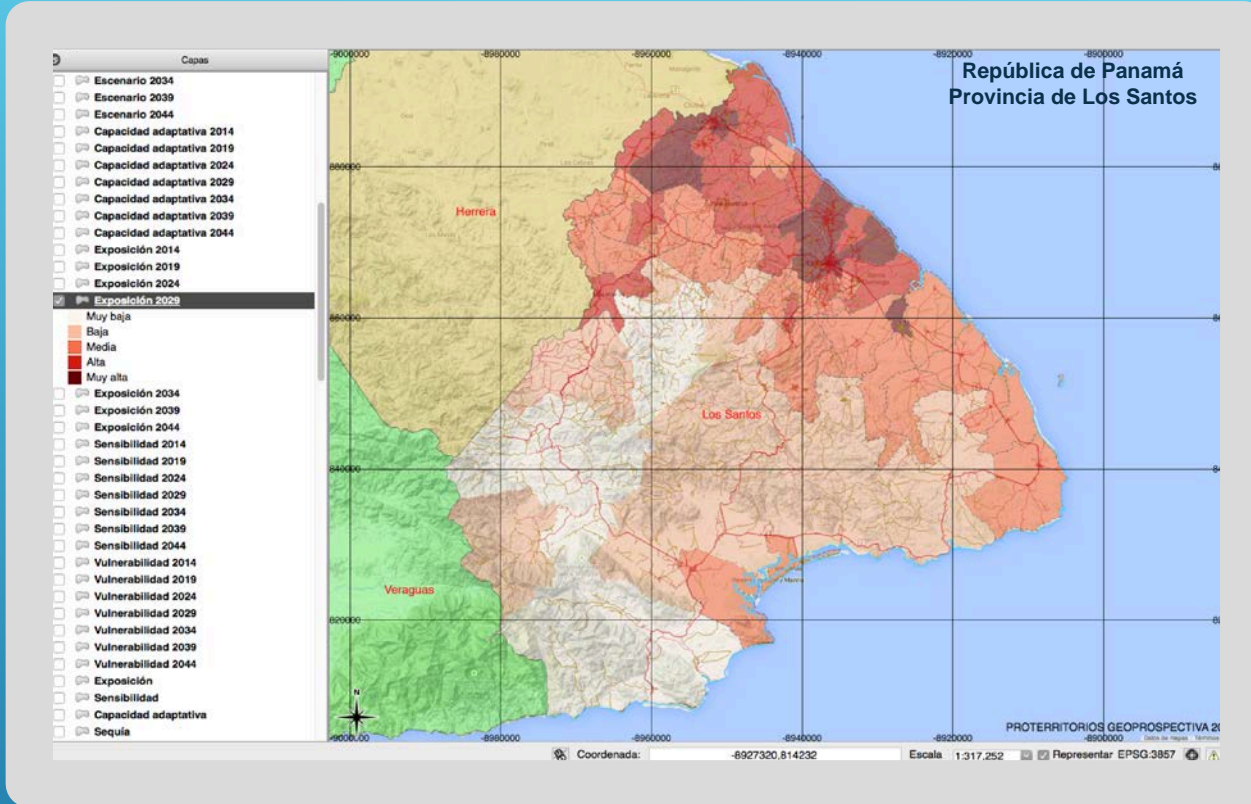 Capas
Escenario 2034
Escenario 2039
Escenario 2044
Capacidad adaptativa 2014
Capacidad adaptativa 2019
Capacidad adaptativa 2024
Capacidad adaptativa 2029
Capacidad adaptativa 2034
Capacidad adaptativa 2039
Capacidad adaptativa 2044
Exposición 2014
Exposición 2019
Exposición 2024
Exposición 2029
Muy baja
Baja
Media
Alta
Muy alta
Exposición 2034
Exposición 2039
Exposición 2044
Sensibilidad 2014
Sensibilidad 2019
Sensibilidad 2024
Sensibilidad 2029
Sensibilidad 2034
Sensibilidad 2039
Sensibilidad 2044
Vulnerabilidad 2014
Vulnerabilidad 2019
Vulnerabilidad 2024
Vulnerabilidad 2029
Vulnerabilidad 2034
Vulnerabilidad 2039
Vulnerabilidad 2044
Exposición
Sensibilidad
Capacidad adaptativa
Sequía
-9000000 -8980000 -8960000 -8940000 -8920000 -8900000
República de Panamá
Provincia de Los Santos
880000
Herrera
860000
Los Santos
840000
Veraguas
820000
N
PROTERRITORIOS GEOPROSPECTIVA
-9000000 -8980000 -8960000 -8940000 -8920000 -8900000
Coordenada: -8927320,814232 Escala 1:317,252 Representar EPSG:3857